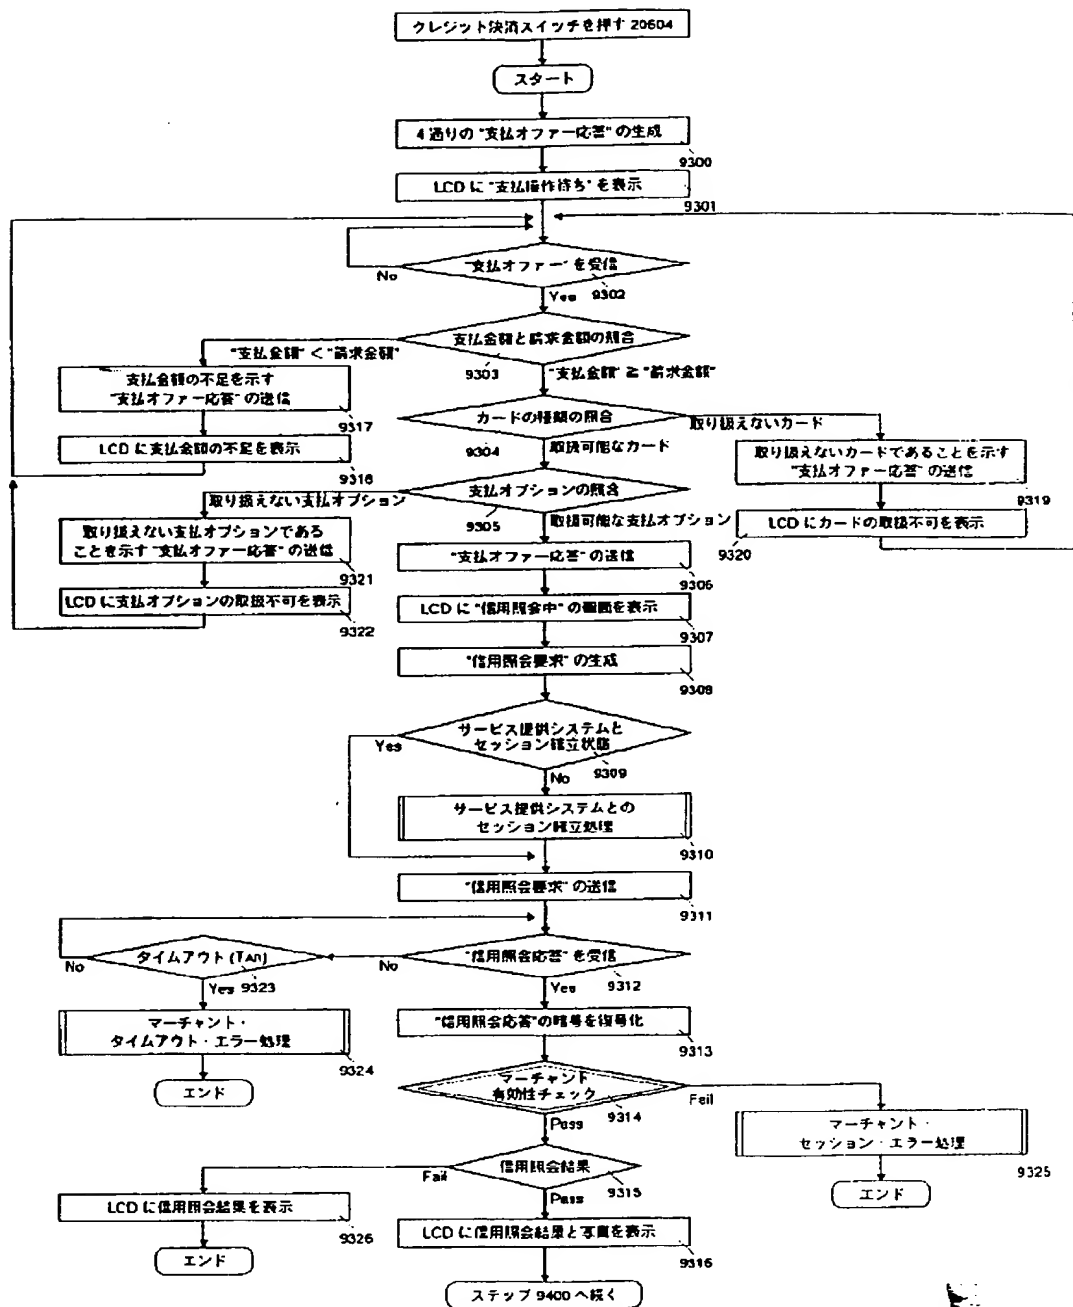 クレジット決済スイッチを押す 20604
スタート
4通りの"支払オファー応答"の生成
9300
LCDに"支払操作待ち"を表示
9301
"支払オファー"を受信
No
9302
Yes
支払金額と請求金額の照合
9303
"支払金額" < "請求金額"
"支払金額" ≧ "請求金額"
支払金額の不足を示す
"支払オファー応答"の送信
9317
LCDに支払金額の不足を表示
9318
カードの種類の照合
9304
取り扱えないカード
取扱可能なカード
取り扱えないカードであることを示す
"支払オファー応答"の送信
9319
LCDにカードの取扱不可を表示
9320
支払オプションの照合
9305
取り扱えない支払オプション
取扱可能な支払オプション
取り扱えない支払オプションである
ことを示す"支払オファー応答"の送信
9321
LCDに支払オプションの取扱不可を表示
9322
"支払オファー応答"の送信
9306
LCDに"信用照会中"の画面を表示
9307
"信用照会要求"の生成
9308
サービス提供システムと
セッション確立状態
9309
Yes
No
サービス提供システムとの
セッション確立処理
9310
"信用照会要求"の送信
9311
"信用照会応答"を受信
9312
No
Yes
タイムアウト(TAn)
9323
No
Yes
マーチャント・
タイムアウト・エラー処理
9324
エンド
"信用照会応答"の暗号を復号化
9313
マーチャント
有効性チェック
9314
Fail
Pass
マーチャント・
セッション・エラー処理
9325
エンド
信用照会結果
9315
Fail
Pass
LCDに信用照会結果を表示
9326
エンド
LCDに信用照会結果と写真を表示
9316
ステップ 9400 へ続く